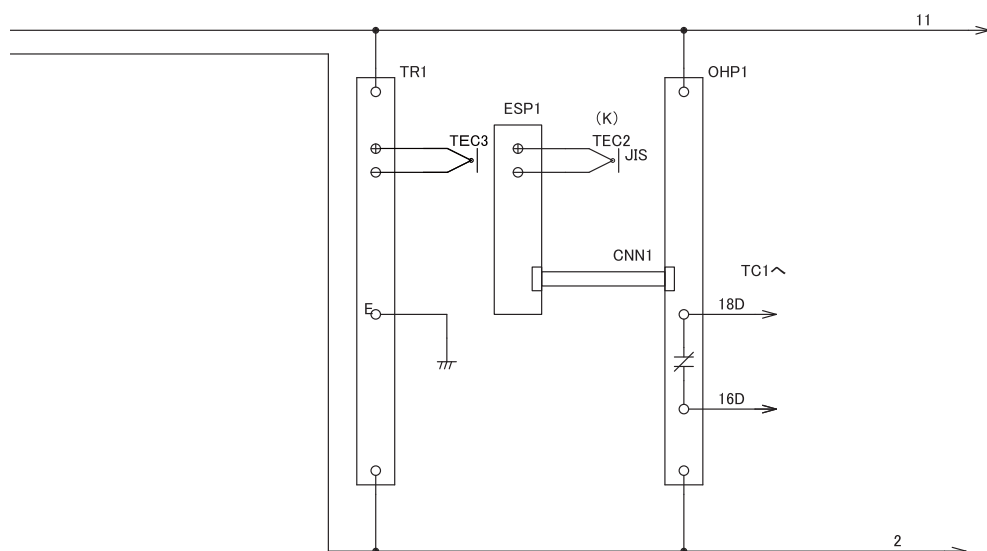 11
TR1
OHP1
ESP1
(K)
TEC3
TEC2
JIS
CNN1
TC1へ
18D
E
16D
2